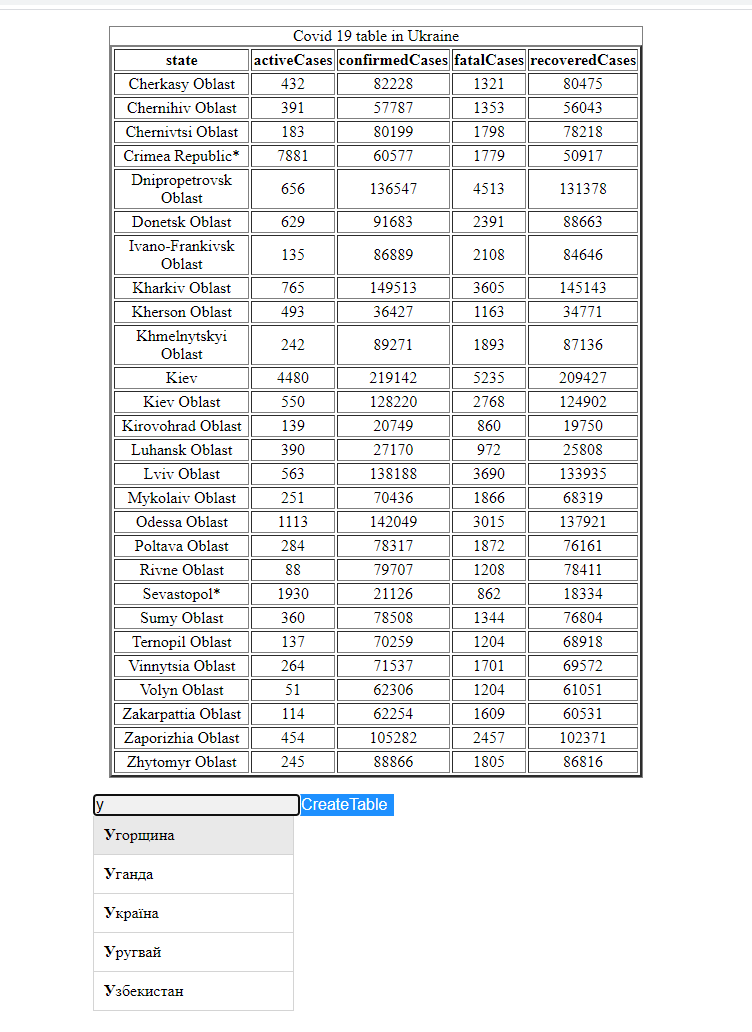 Covid 19 table in Ukraine
state activeCases confirmedCases fatalCases recoveredCases
Cherkasy Oblast 432 82228 1321 80475
Chernihiv Oblast 391 57787 1353 56043
Chernivtsi Oblast 183 80199 1798 78218
Crimea Republic* 7881 60577 1779 50917
Dnipropetrovsk
Oblast 656 136547 4513 131378
Donetsk Oblast 629 91683 2391 88663
Ivano-Frankivsk
Oblast 135 86889 2108 84646
Kharkiv Oblast 765 149513 3605 145143
Kherson Oblast 493 36427 1163 34771
Khmelnytskyi
Oblast 242 89271 1893 87136
Kiev 4480 219142 5235 209427
Kiev Oblast 550 128220 2768 124902
Kirovohrad Oblast 139 20749 860 19750
Luhansk Oblast 390 27170 972 25808
Lviv Oblast 563 138188 3690 133935
Mykolaiv Oblast 251 70436 1866 68319
Odessa Oblast 1113 142049 3015 137921
Poltava Oblast 284 78317 1872 76161
Rivne Oblast 88 79707 1208 78411
Sevastopol* 1930 21126 862 18334
Sumy Oblast 360 78508 1344 76804
Ternopil Oblast 137 70259 1204 68918
Vinnytsia Oblast 264 71537 1701 69572
Volyn Oblast 51 62306 1204 61051
Zakarpattia Oblast 114 62254 1609 60531
Zaporizhia Oblast 454 105282 2457 102371
Zhytomyr Oblast 245 88866 1805 86816
у CreateTable
Угорщина
Уганда
Україна
Уругвай
Узбекистан